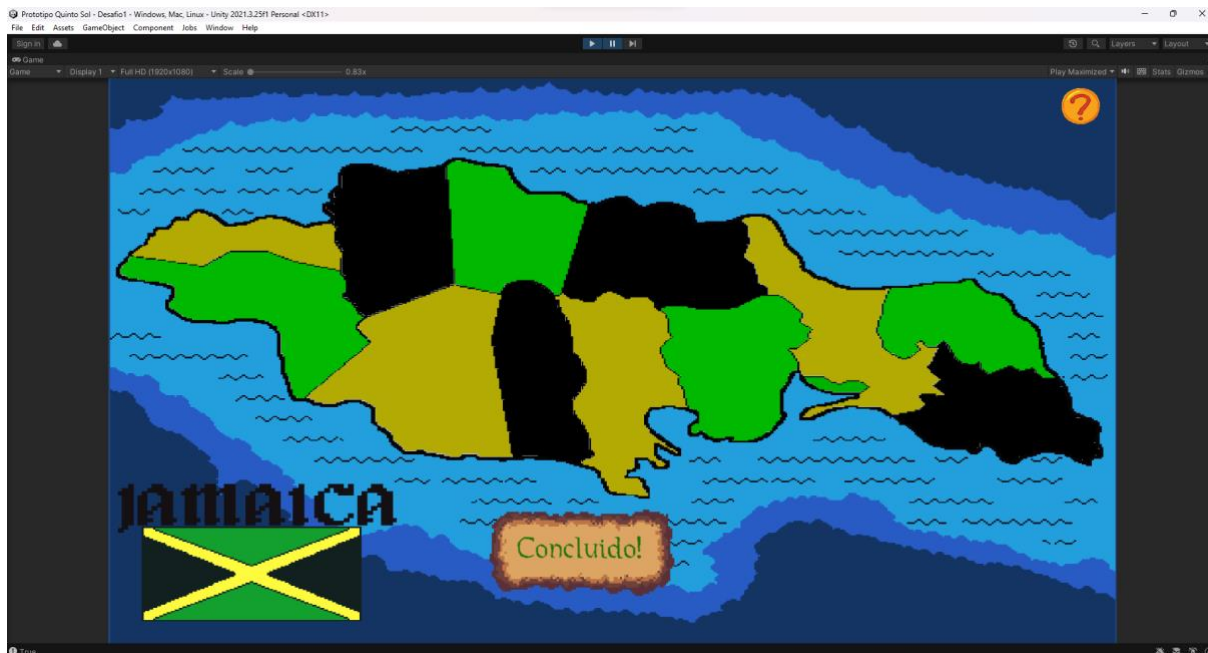 Prototipo Quinto Sol - Desafio1 - Windows, Mac, Linux - Unity 2021.3.25f1 Personal <DX11>
File Edit Assets GameObject Component Jobs Window Help
Sign in Layers Layout
Game
Game Display 1 Full HD (1920x1080) Scale 0.83x Play Maximized Stats Gizmos
?
JAMAICA
Concluido!
True